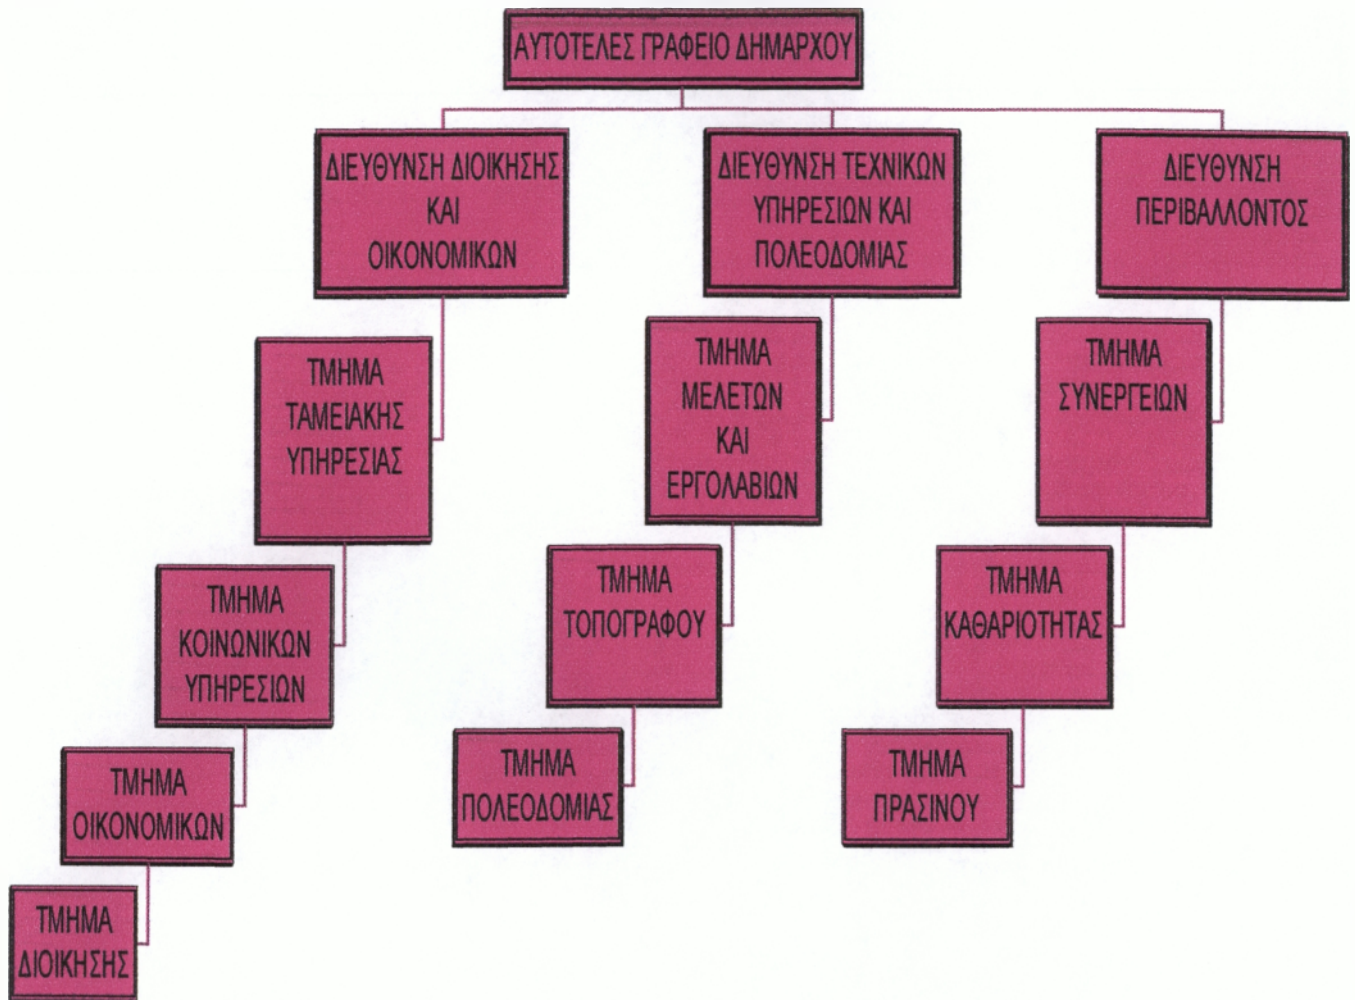 ΑΥΤΟΤΕΛΕΣ ΓΡΑΦΕΙΟ ΔΗΜΑΡΧΟΥ
ΔΙΕΥΘΥΝΣΗ ΔΙΟΙΚΗΣΗΣ
ΚΑΙ
ΟΙΚΟΝΟΜΙΚΩΝ
ΔΙΕΥΘΥΝΣΗ ΤΕΧΝΙΚΩΝ
ΥΠΗΡΕΣΙΩΝ ΚΑΙ
ΠΟΛΕΟΔΟΜΙΑΣ
ΔΙΕΥΘΥΝΣΗ
ΠΕΡΙΒΑΛΛΟΝΤΟΣ
ΤΜΗΜΑ
ΤΑΜΕΙΑΚΗΣ
ΥΠΗΡΕΣΙΑΣ
ΤΜΗΜΑ
ΜΕΛΕΤΩΝ
ΚΑΙ
ΕΡΓΟΛΑΒΙΩΝ
ΤΜΗΜΑ
ΣΥΝΕΡΓΕΙΩΝ
ΤΜΗΜΑ
ΚΟΙΝΩΝΙΚΩΝ
ΥΠΗΡΕΣΙΩΝ
ΤΜΗΜΑ
ΤΟΠΟΓΡΑΦΟΥ
ΤΜΗΜΑ
ΚΑΘΑΡΙΟΤΗΤΑΣ
ΤΜΗΜΑ
ΟΙΚΟΝΟΜΙΚΩΝ
ΤΜΗΜΑ
ΠΟΛΕΟΔΟΜΙΑΣ
ΤΜΗΜΑ
ΠΡΑΣΙΝΟΥ
ΤΜΗΜΑ
ΔΙΟΙΚΗΣΗΣ